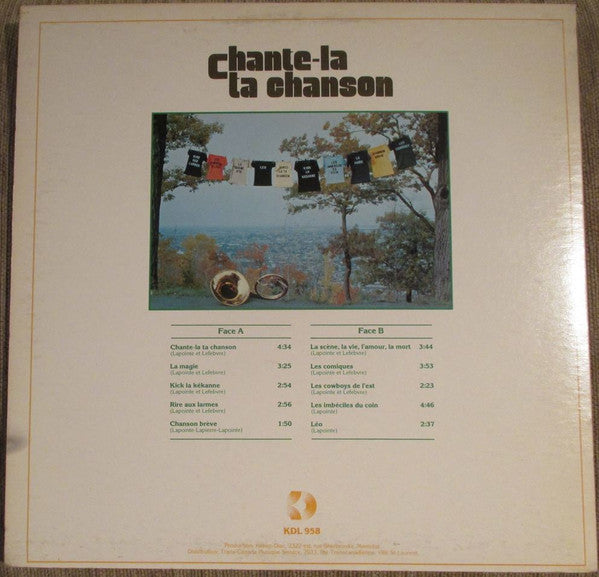 Chante-la
ta chanson
Face A
Chante-la ta chanson 4:34
(Lapointe et Lefebvre)
La magie 3:25
(Lapointe et Lefebvre)
Kick la kékanne 2:54
(Lapointe et Lefebvre)
Rire aux larmes 2:56
(Lapointe et Lefebvre)
Chanson brève 1:50
(Lapointe-Lapierre-Lapointe)
Face B
La scène, la vie, l'amour, la mort 3:44
(Lapointe et Lefebvre)
Les comiques 3:53
(Lapointe et Lefebvre)
Les cowboys de l'est 2:23
(Lapointe et Lefebvre)
Les imbéciles du coin 4:46
(Lapointe)
Léo 2:37
(Lapointe)
KDL 958